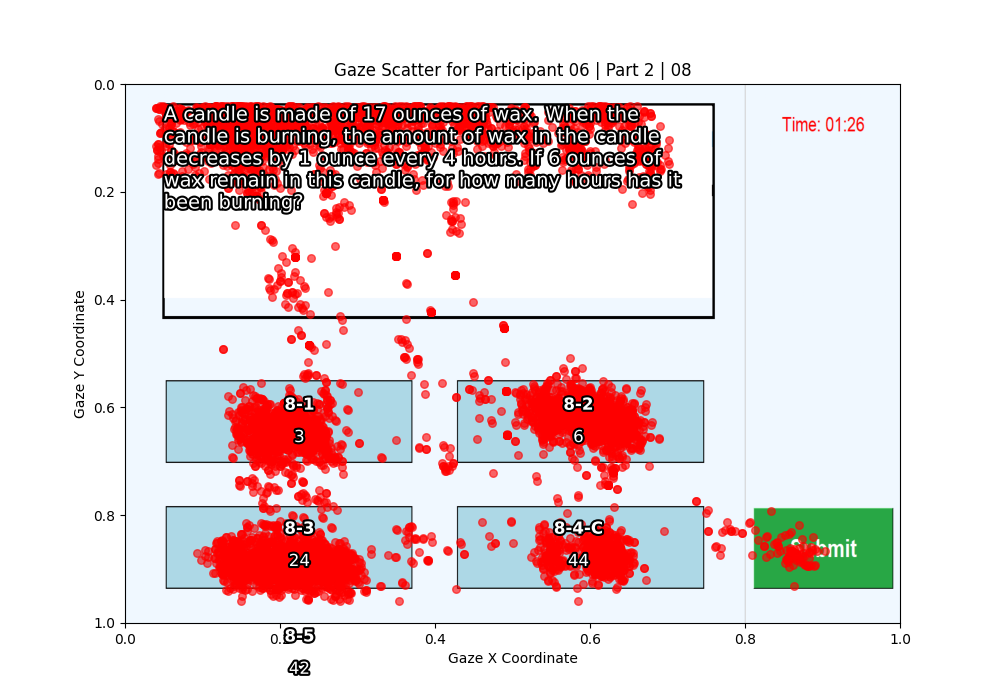 Gaze Scatter for Participant 06 | Part 2 | 08
0.0
0.2
0.4
0.6
0.8
1.0
Gaze Y Coordinate
A candle is made of 17 ounces of wax. When the
candle is burning, the amount of wax in the candle
decreases by 1 ounce every 4 hours. If 6 ounces of
wax remain in this candle, for how many hours has it
been burning?
Time: 01:26
8-1
3
8-2
6
8-3
24
8-4-C
44
Submit
8-5
42
0.0
0.2
0.4
0.6
0.8
1.0
Gaze X Coordinate